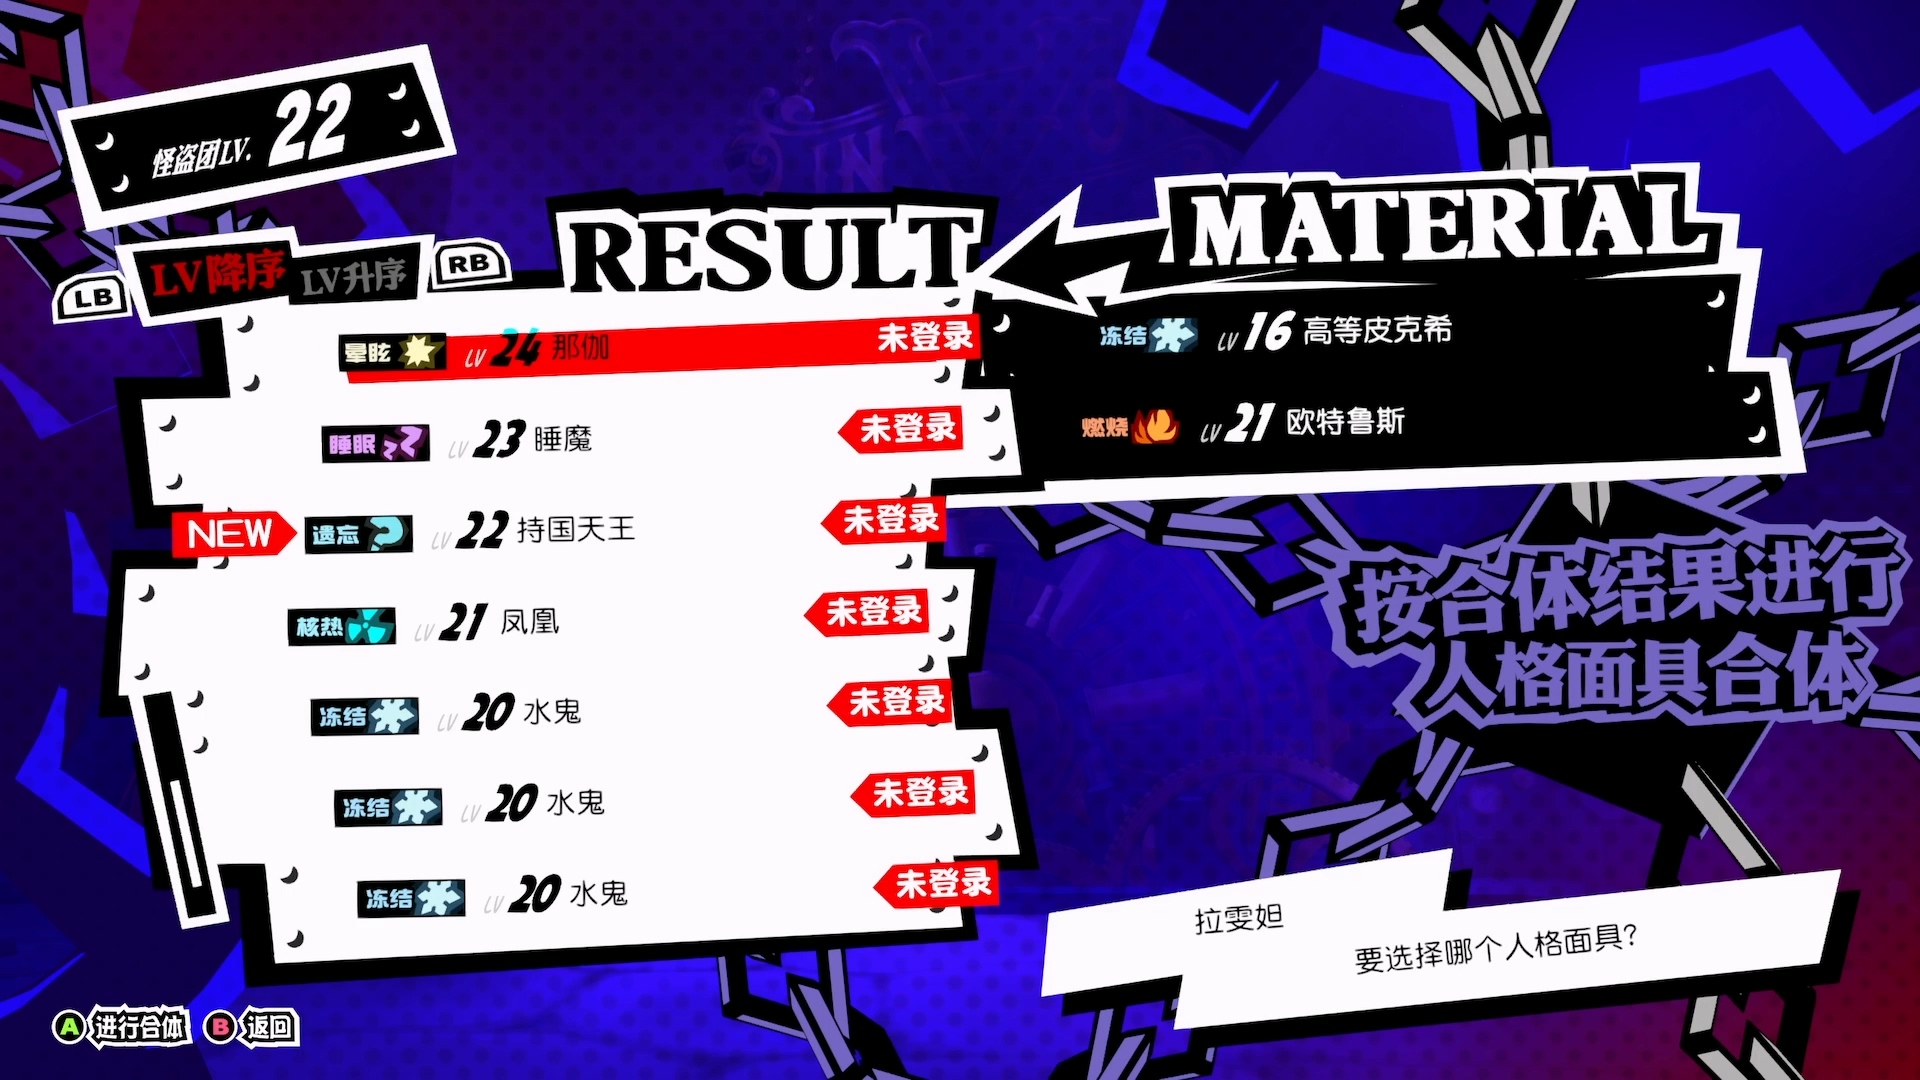 怪盗团LV. 22
LB LV降序 LV升序 RB
RESULT
MATERIAL
晕眩 LV 24 那伽 未登录
睡眠 LV 23 睡魔 未登录
NEW 遗忘 LV 22 持国天王 未登录
核热 LV 21 凤凰 未登录
冻结 LV 20 水鬼 未登录
冻结 LV 20 水鬼 未登录
冻结 LV 20 水鬼 未登录
冻结 LV 16 高等皮克希
燃烧 LV 21 欧特鲁斯
按合体结果进行
人格面具合体
拉雯妲
要选择哪个人格面具?
A 进行合体 B 返回